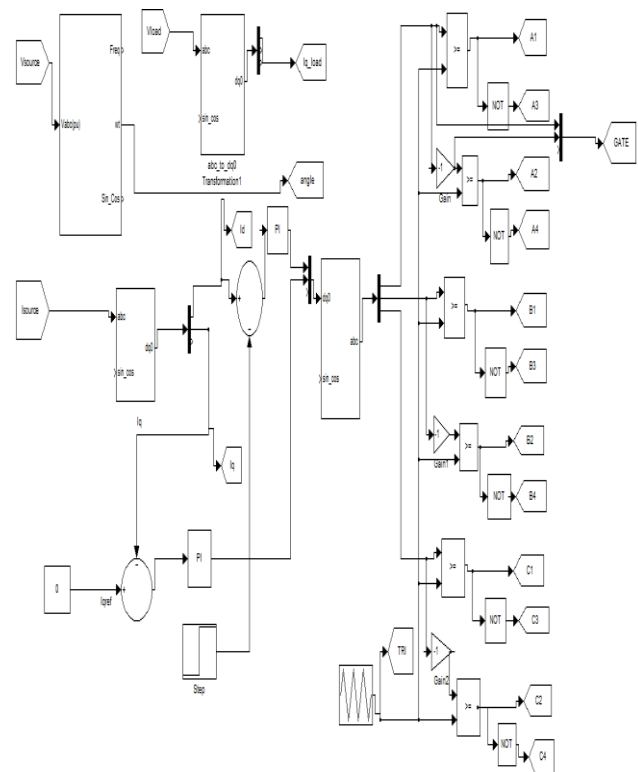 Vsource
Freq
Vabc(pu)
wt
Sin_Cos
Vload
abc
dq0
sin_cos
abc_to_dq0
Transformation1
Iq_load
angle
Id
PI
Isource
abc
dq0
sin_cos
+
-
dq0
abc
sin_cos
Iq
Iq
-
+
0
Iqref
PI
Step
TRI
>=
A1
NOT
A3
GATE
-1
Gain
>=
A2
NOT
A4
>=
B1
NOT
B3
-1
Gain1
>=
B2
NOT
B4
>=
C1
NOT
C3
-1
Gain2
>=
C2
NOT
C4